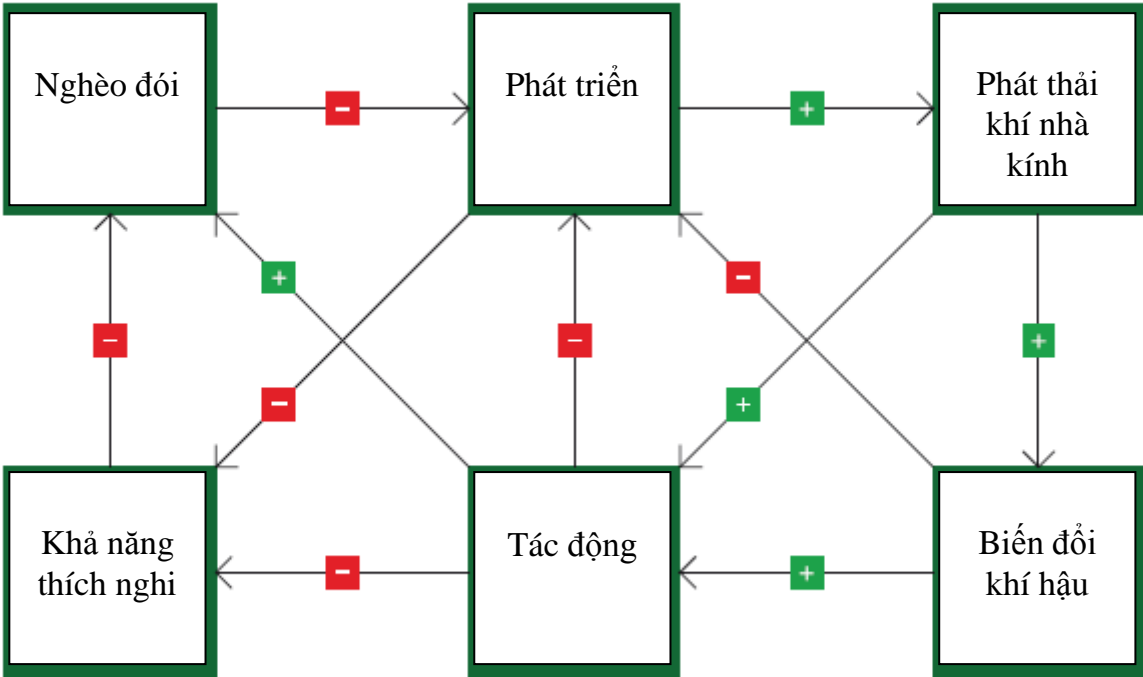 Nghèo đói
Phát triển
Phát thải
khí nhà
kính
−
+
+
−
−
−
+
−
+
Khả năng
thích nghi
Tác động
Biến đổi
khí hậu
−
+